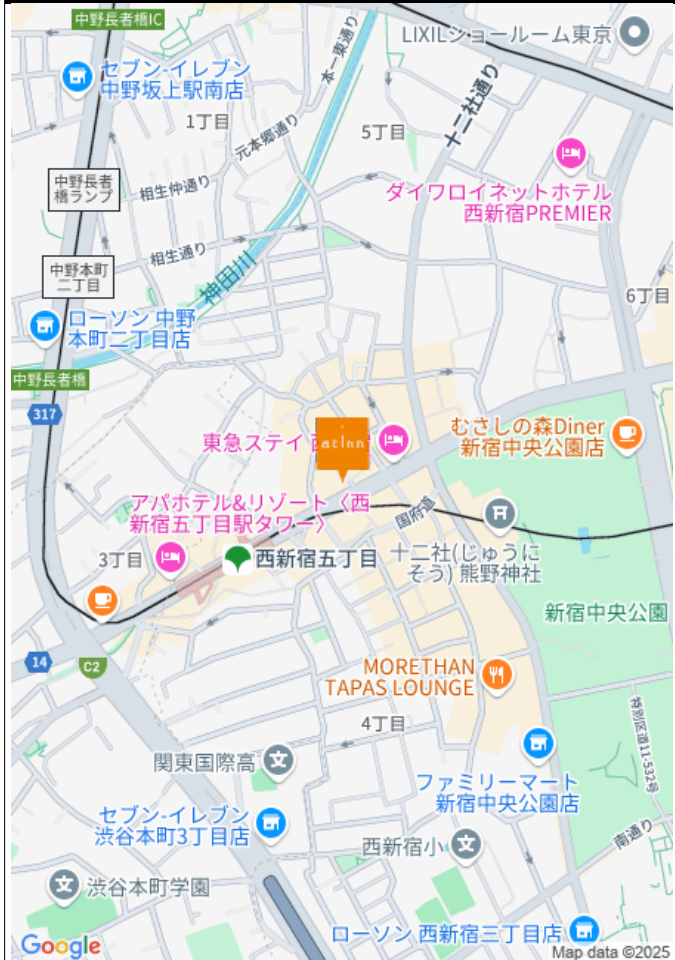 中野長者橋IC
LIXILショールーム東京
セブン-イレブン
中野坂上駅南店
本一東通り
十二社通り
1丁目
元本郷通り
5丁目
中野長者
橋ランプ
相生仲通り
ダイワロイネットホテル
西新宿PREMIER
相生通り
神田川
中野本町
二丁目
6丁目
ローソン 中野
本町二丁目店
中野長者橋
317
むさしの森Diner
新宿中央公園店
東急ステイ 西
at Inn
アパホテル&リゾート〈西
新宿五丁目駅タワー〉
国府道
3丁目
西新宿五丁目
十二社(じゅうに
そう) 熊野神社
新宿中央公園
14
C2
MORETHAN
TAPAS LOUNGE
特別区道11-532号
4丁目
関東国際高
ファミリーマート
新宿中央公園店
セブン-イレブン
渋谷本町3丁目店
西新宿小
南通り
渋谷本町学園
ローソン 西新宿三丁目店
Google
Map data ©2025